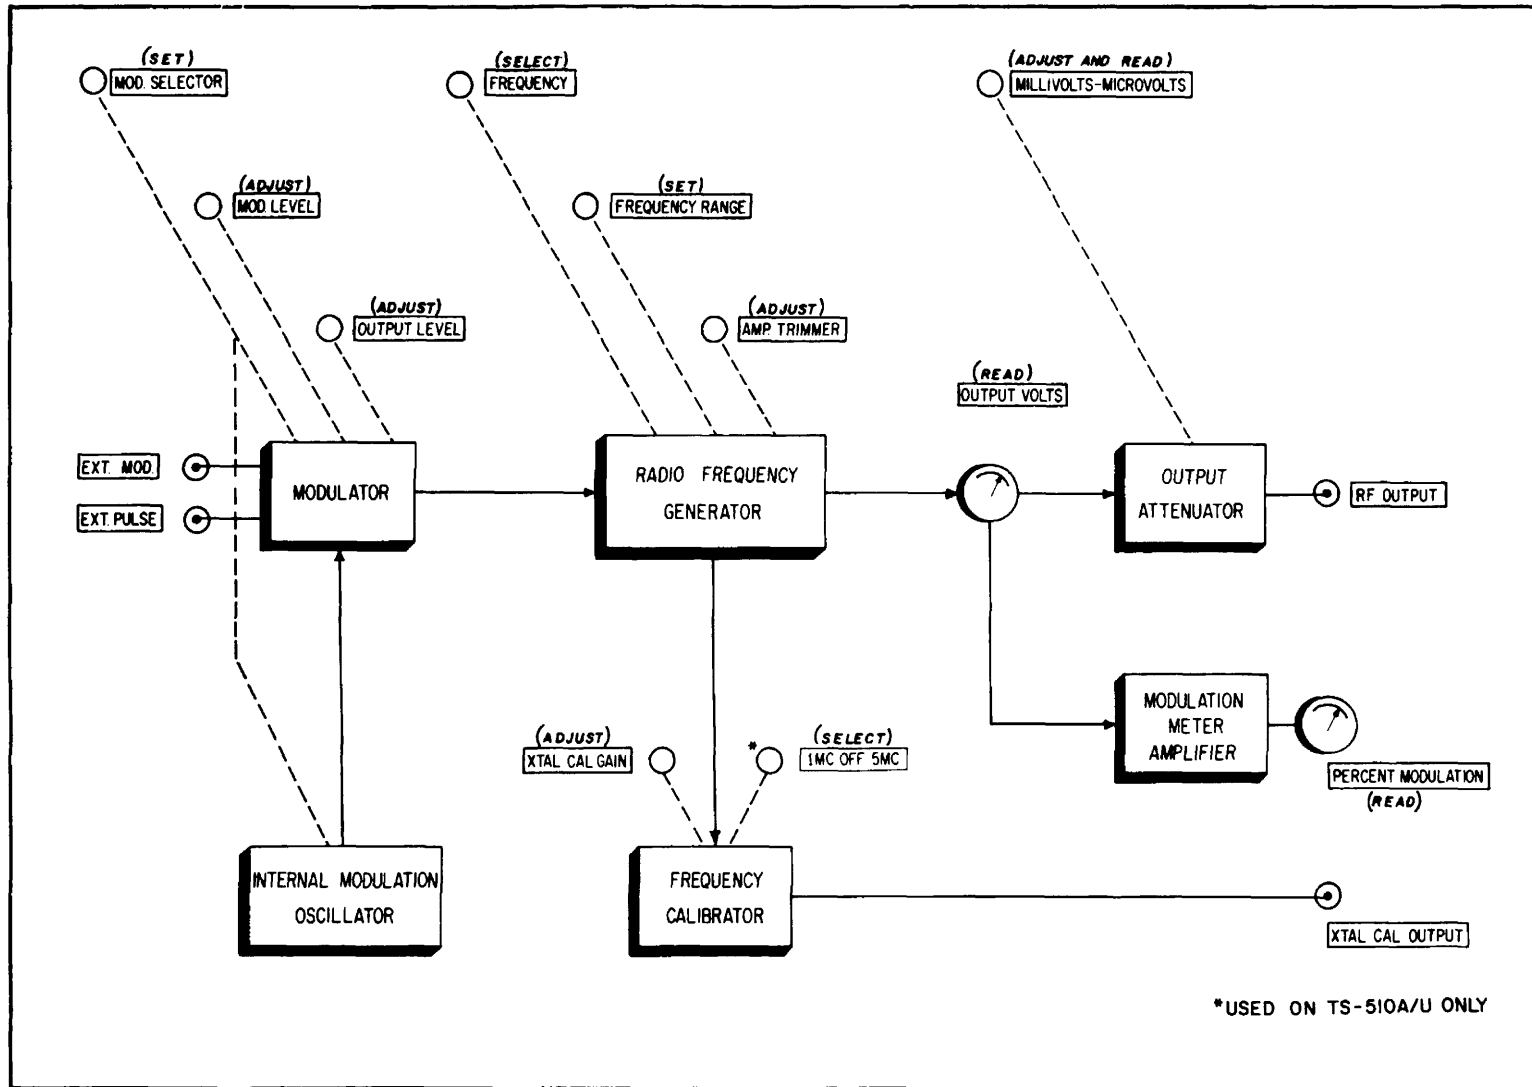 (SET)
MOD. SELECTOR
(SELECT)
FREQUENCY
(ADJUST AND READ)
MILLIVOLTS-MICROVOLTS
(ADJUST)
MOD. LEVEL
(SET)
FREQUENCY RANGE
(ADJUST)
OUTPUT LEVEL
(ADJUST)
AMP. TRIMMER
(READ)
OUTPUT VOLTS
EXT. MOD.
EXT. PULSE
MODULATOR
RADIO FREQUENCY
GENERATOR
OUTPUT
ATTENUATOR
RF OUTPUT
MODULATION
METER
AMPLIFIER
PERCENT MODULATION
(READ)
(ADJUST)
XTAL CAL GAIN
*
(SELECT)
1MC OFF 5MC
INTERNAL MODULATION
OSCILLATOR
FREQUENCY
CALIBRATOR
XTAL CAL OUTPUT
*USED ON TS-510A/U ONLY